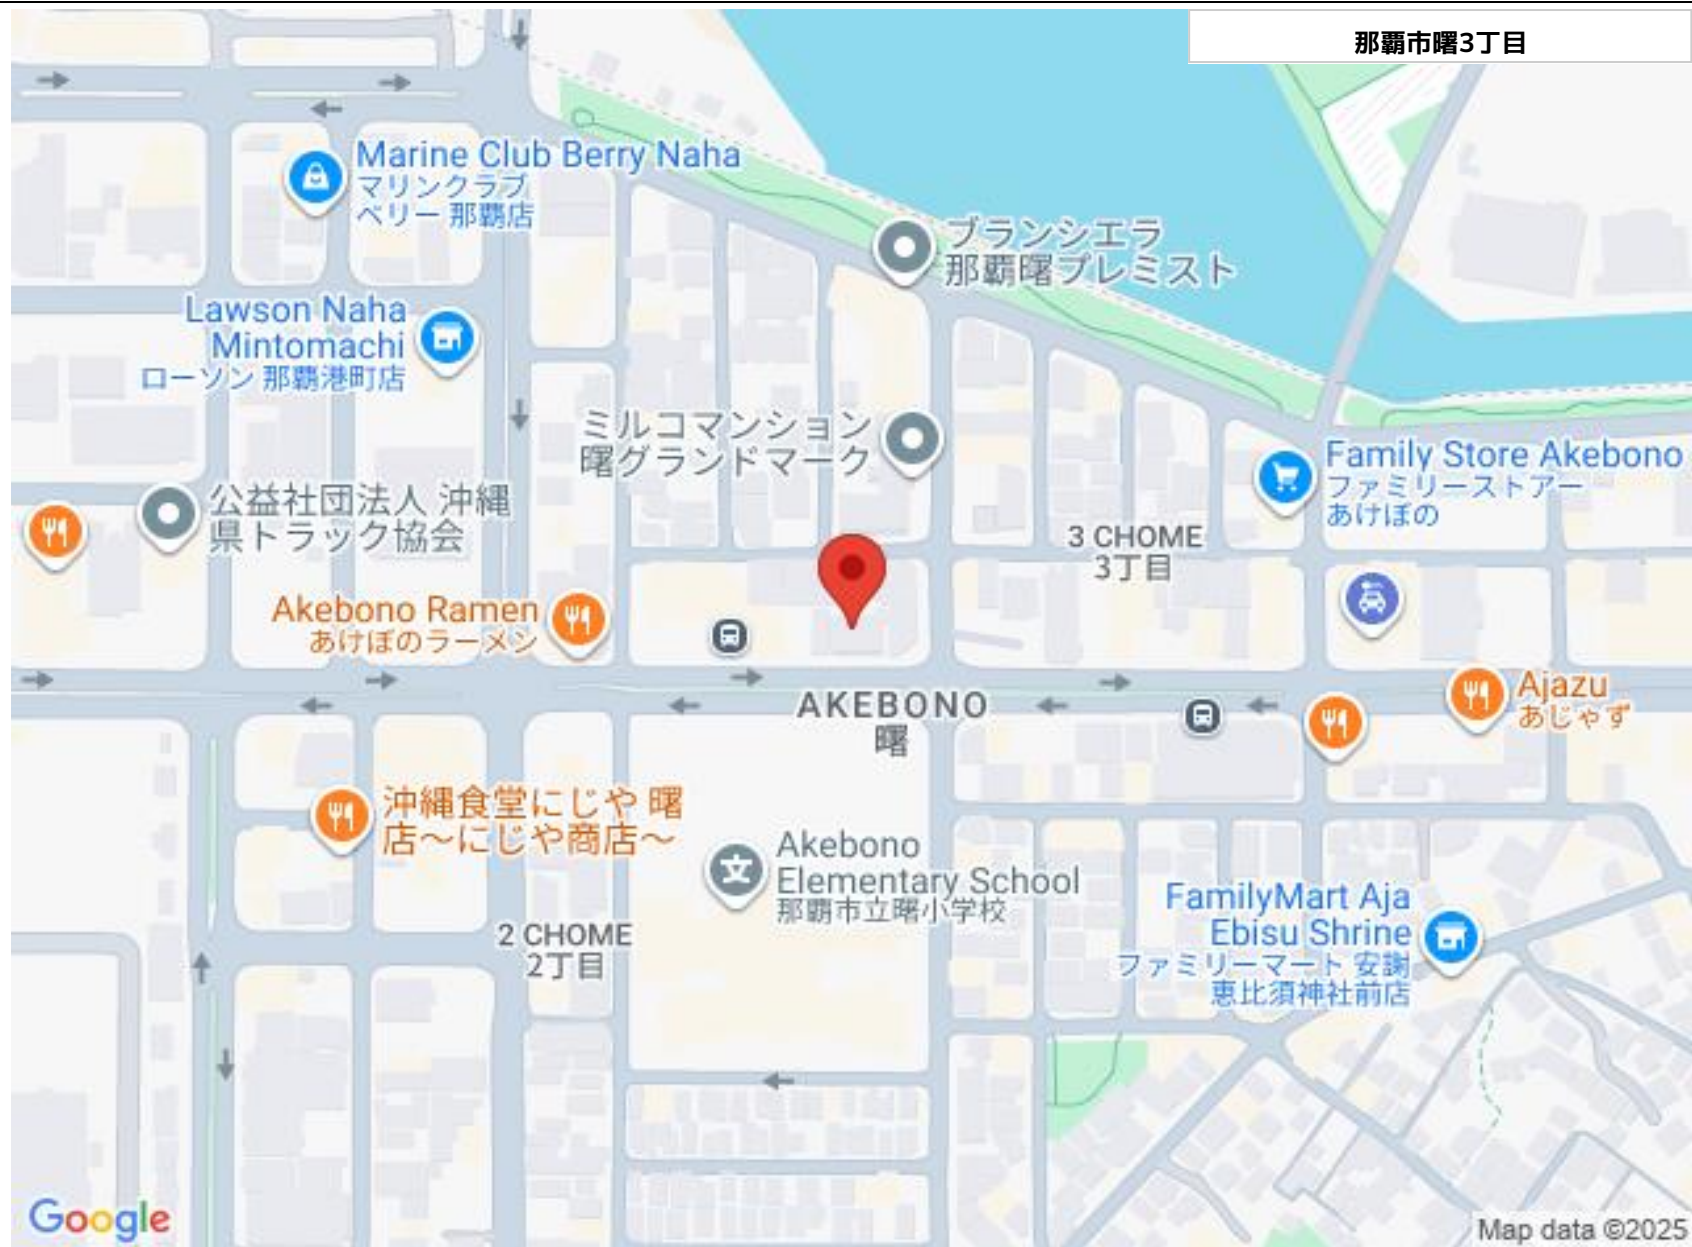 那覇市曙3丁目
Marine Club Berry Naha
マリンクラブ
ベリー 那覇店
ブランシエラ
那覇曙プレミスト
Lawson Naha
Mintomachi
ローソン 那覇港町店
ミルコマンション
曙グランドマーク
Family Store Akebono
ファミリーストアー
あけぼの
公益社団法人 沖縄
県トラック協会
3 CHOME
3丁目
Akebono Ramen
あけぼのラーメン
AKEBONO
曙
Ajazu
あじゃず
沖縄食堂にじや 曙
店～にじや商店～
Akebono
Elementary School
那覇市立曙小学校
文
FamilyMart Aja
Ebisu Shrine
ファミリーマート 安謝
恵比須神社前店
2 CHOME
2丁目
Google
Map data ©2025